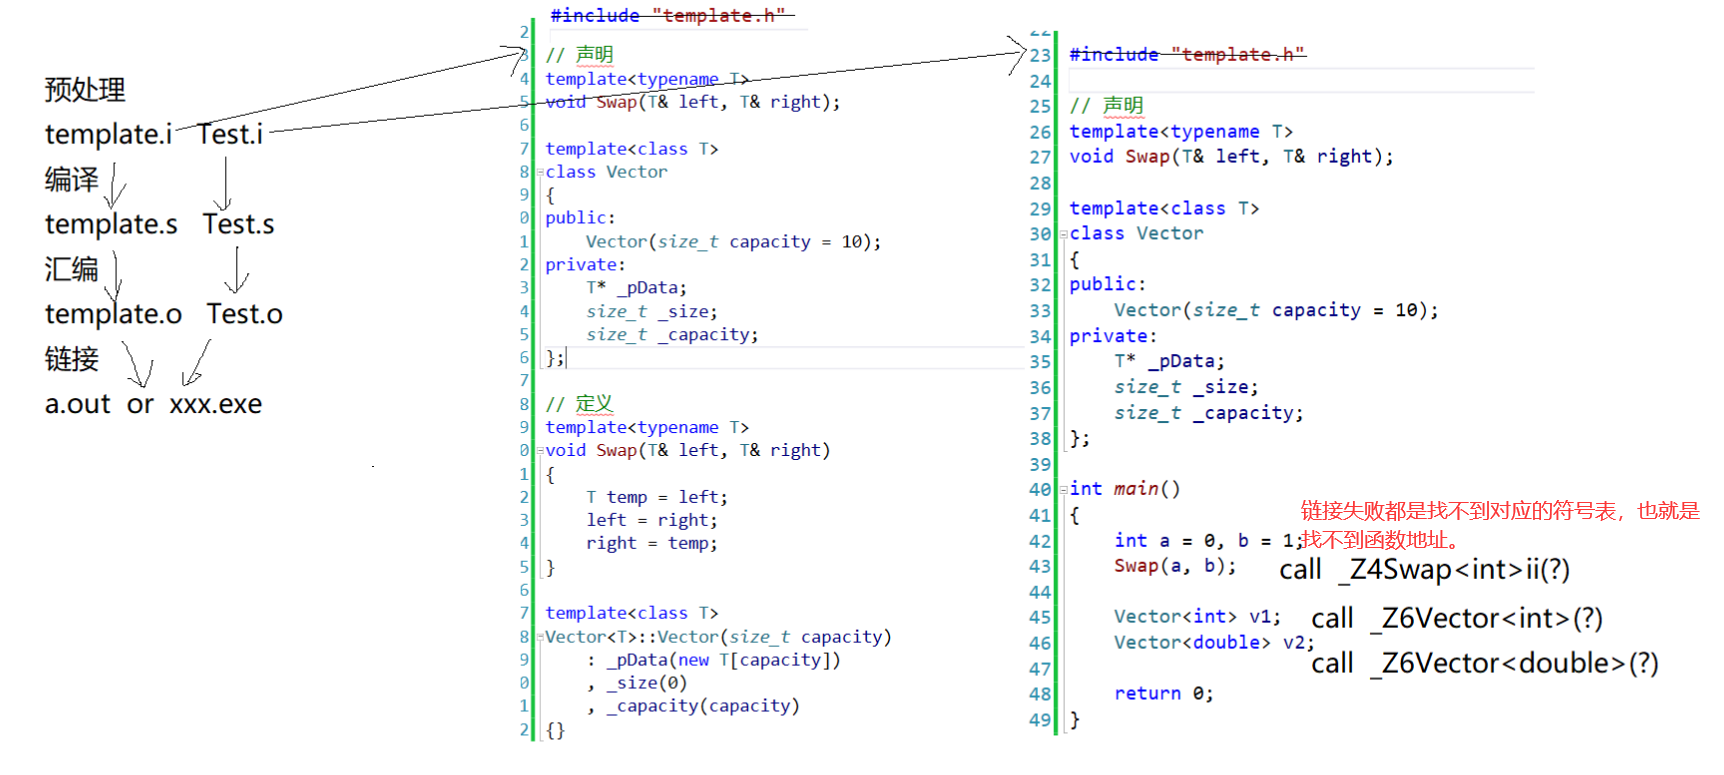 预处理
template.i Test.i
编译
template.s Test.s
汇编
template.o Test.o
链接
a.out or xxx.exe
#include "template.h"
2
3 // 声明
4 template<typename T>
5 void Swap(T& left, T& right);
6
7 template<class T>
8 class Vector
9 {
0 public:
1 Vector(size_t capacity = 10);
2 private:
3 T* _pData;
4 size_t _size;
5 size_t _capacity;
6 };
7
8 // 定义
9 template<typename T>
0 void Swap(T& left, T& right)
1 {
2 T temp = left;
3 left = right;
4 right = temp;
5 }
6
7 template<class T>
8 Vector<T>::Vector(size_t capacity)
9 : _pData(new T[capacity])
0 , _size(0)
1 , _capacity(capacity)
2 {}
22
23 #include "template.h"
24
25 // 声明
26 template<typename T>
27 void Swap(T& left, T& right);
28
29 template<class T>
30 class Vector
31 {
32 public:
33 Vector(size_t capacity = 10);
34 private:
35 T* _pData;
36 size_t _size;
37 size_t _capacity;
38 };
39
40 int main()
41 {
42 int a = 0, b = 1;
43 Swap(a, b);
44
45 Vector<int> v1;
46 Vector<double> v2;
47
48 return 0;
49 }
链接失败都是找不到对应的符号表，也就是
找不到函数地址。
call _Z4Swap<int>ii(?)
call _Z6Vector<int>(?)
call _Z6Vector<double>(?)